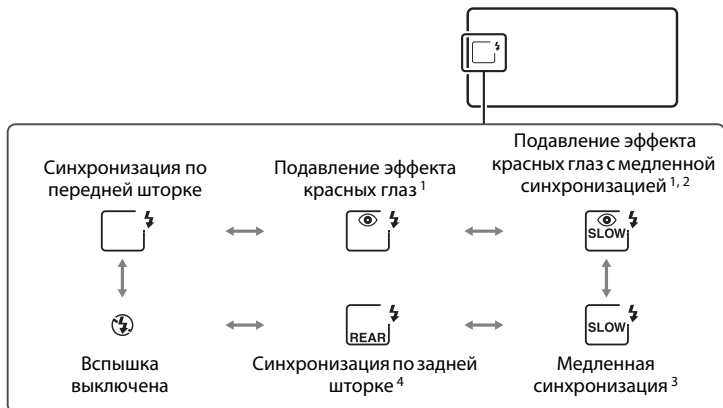 Синхронизация по
передней шторке
Подавление эффекта
красных глаз 1
Подавление эффекта
красных глаз с медленной
синхронизацией 1, 2
SLOW
REAR
SLOW
Вспышка
выключена
Синхронизация по задней
шторке 4
Медленная
синхронизация 3